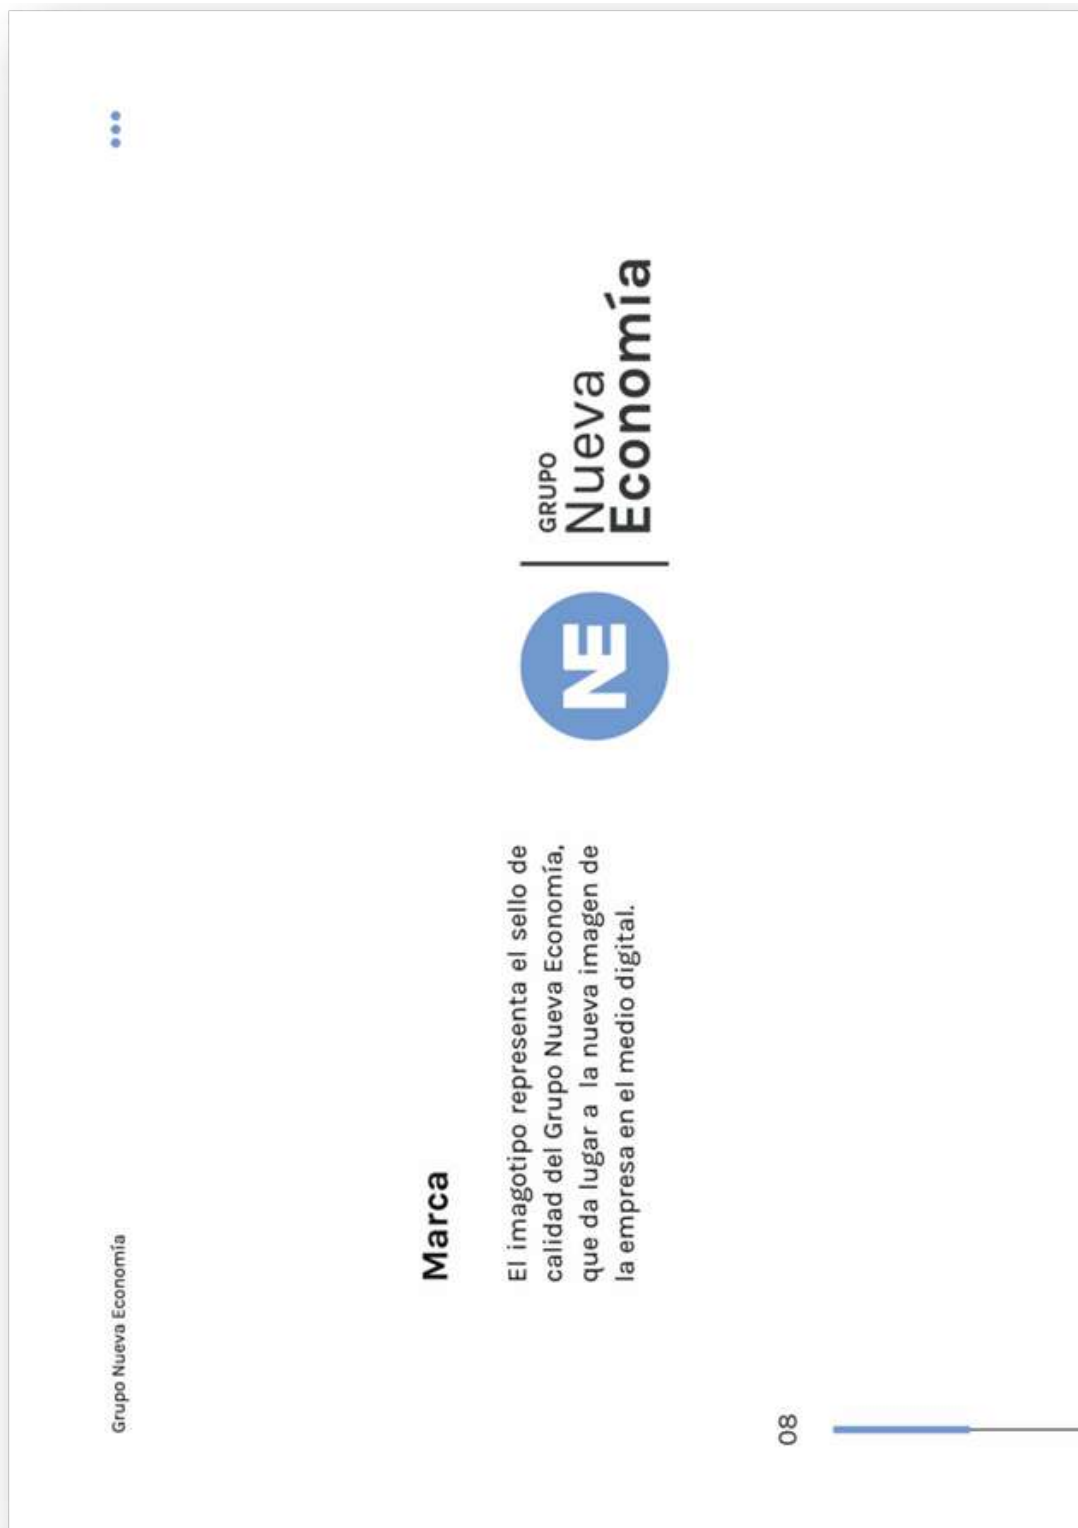 Grupo Nueva Economía
Marca
El imagotipo representa el sello de
calidad del Grupo Nueva Economía,
que da lugar a la nueva imagen de
la empresa en el medio digital.
NE
GRUPO
Nueva
Economía
08